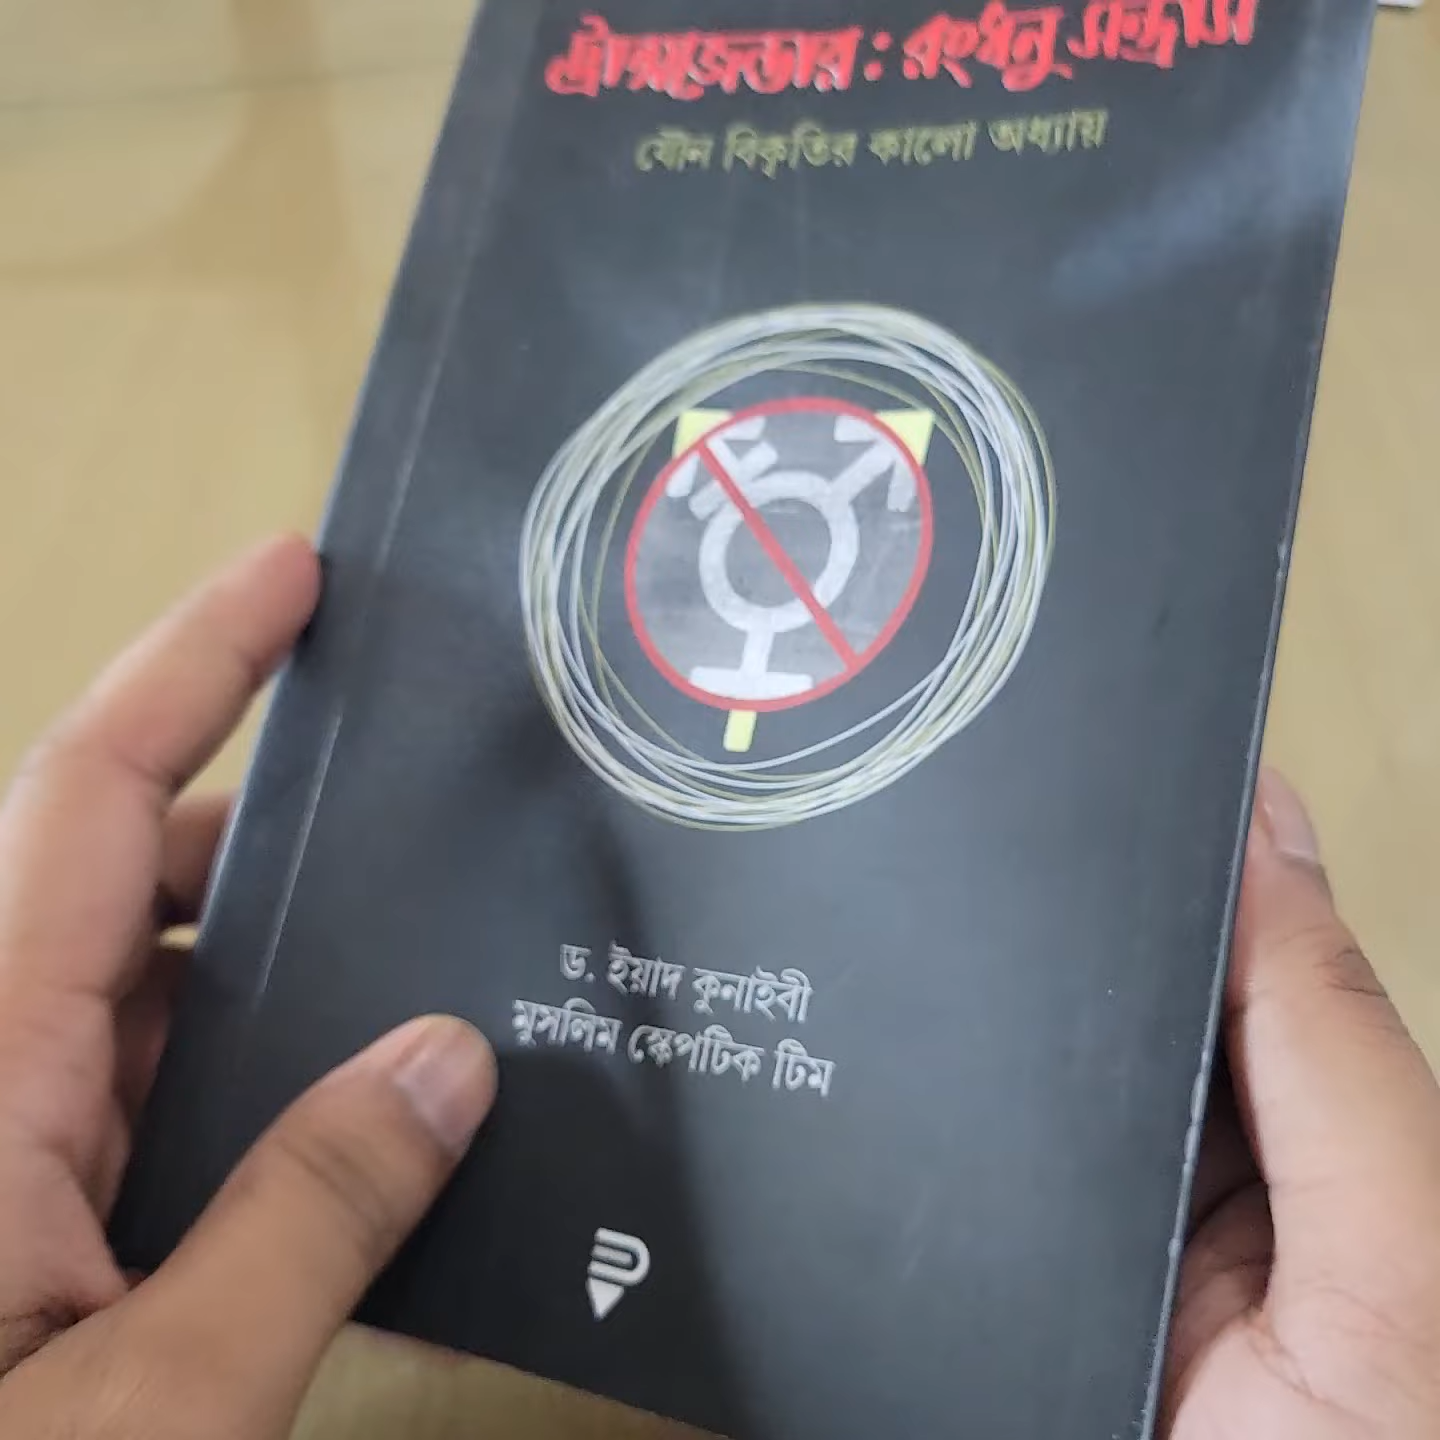 ট্রান্সজেন্ডার : রংধনু সন্ত্রাস
যৌন বিকৃতির কালো অধ্যায়
ড. ইয়াদ কুনাইবী
মুসলিম স্কেপটিক টিম